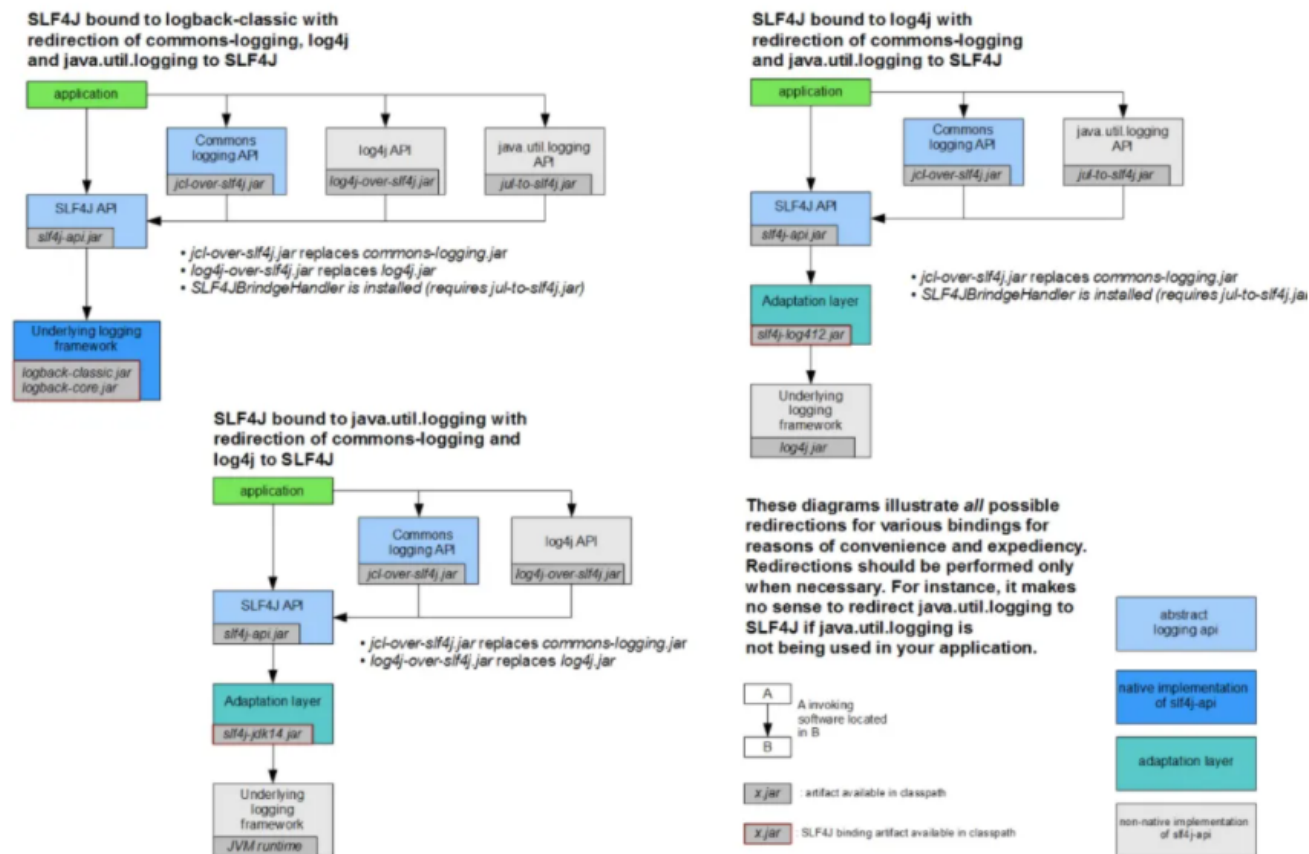 SLF4J bound to logback-classic with
redirection of commons-logging, log4j
and java.util.logging to SLF4J
application
Commons
logging API
jcl-over-slf4j.jar
log4j API
log4j-over-slf4j.jar
java.util.logging
API
jul-to-slf4j.jar
SLF4J API
slf4j-api.jar
• jcl-over-slf4j.jar replaces commons-logging.jar
• log4j-over-slf4j.jar replaces log4j.jar
• SLF4JBrindgeHandler is installed (requires jul-to-slf4j.jar)
Underlying logging
framework
logback-classic.jar
logback-core.jar
SLF4J bound to log4j with
redirection of commons-logging
and java.util.logging to SLF4J
application
Commons
logging API
jcl-over-slf4j.jar
java.util.logging
API
jul-to-slf4j.jar
SLF4J API
slf4j-api.jar
• jcl-over-slf4j.jar replaces commons-logging.jar
• SLF4JBrindgeHandler is installed (requires jul-to-slf4j.ja
Adaptation layer
slf4j-log412.jar
Underlying
logging
framework
log4j.jar
SLF4J bound to java.util.logging with
redirection of commons-logging and
log4j to SLF4J
application
Commons
logging API
jcl-over-slf4j.jar
log4j API
log4j-over-slf4j.jar
SLF4J API
slf4j-api.jar
• jcl-over-slf4j.jar replaces commons-logging.jar
• log4j-over-slf4j.jar replaces log4j.jar
Adaptation layer
slf4j-jdk14.jar
Underlying
logging
framework
JVM runtime
These diagrams illustrate all possible
redirections for various bindings for
reasons of convenience and expediency.
Redirections should be performed only
when necessary. For instance, it makes
no sense to redirect java.util.logging to
SLF4J if java.util.logging is
not being used in your application.
A
B
A invoking
software located
in B
x.jar : artifact available in classpath
x.jar : SLF4J binding artifact available in classpath
abstract
logging api
native implementation
of slf4j-api
adaptation layer
non-native implementation
of slf4j-api